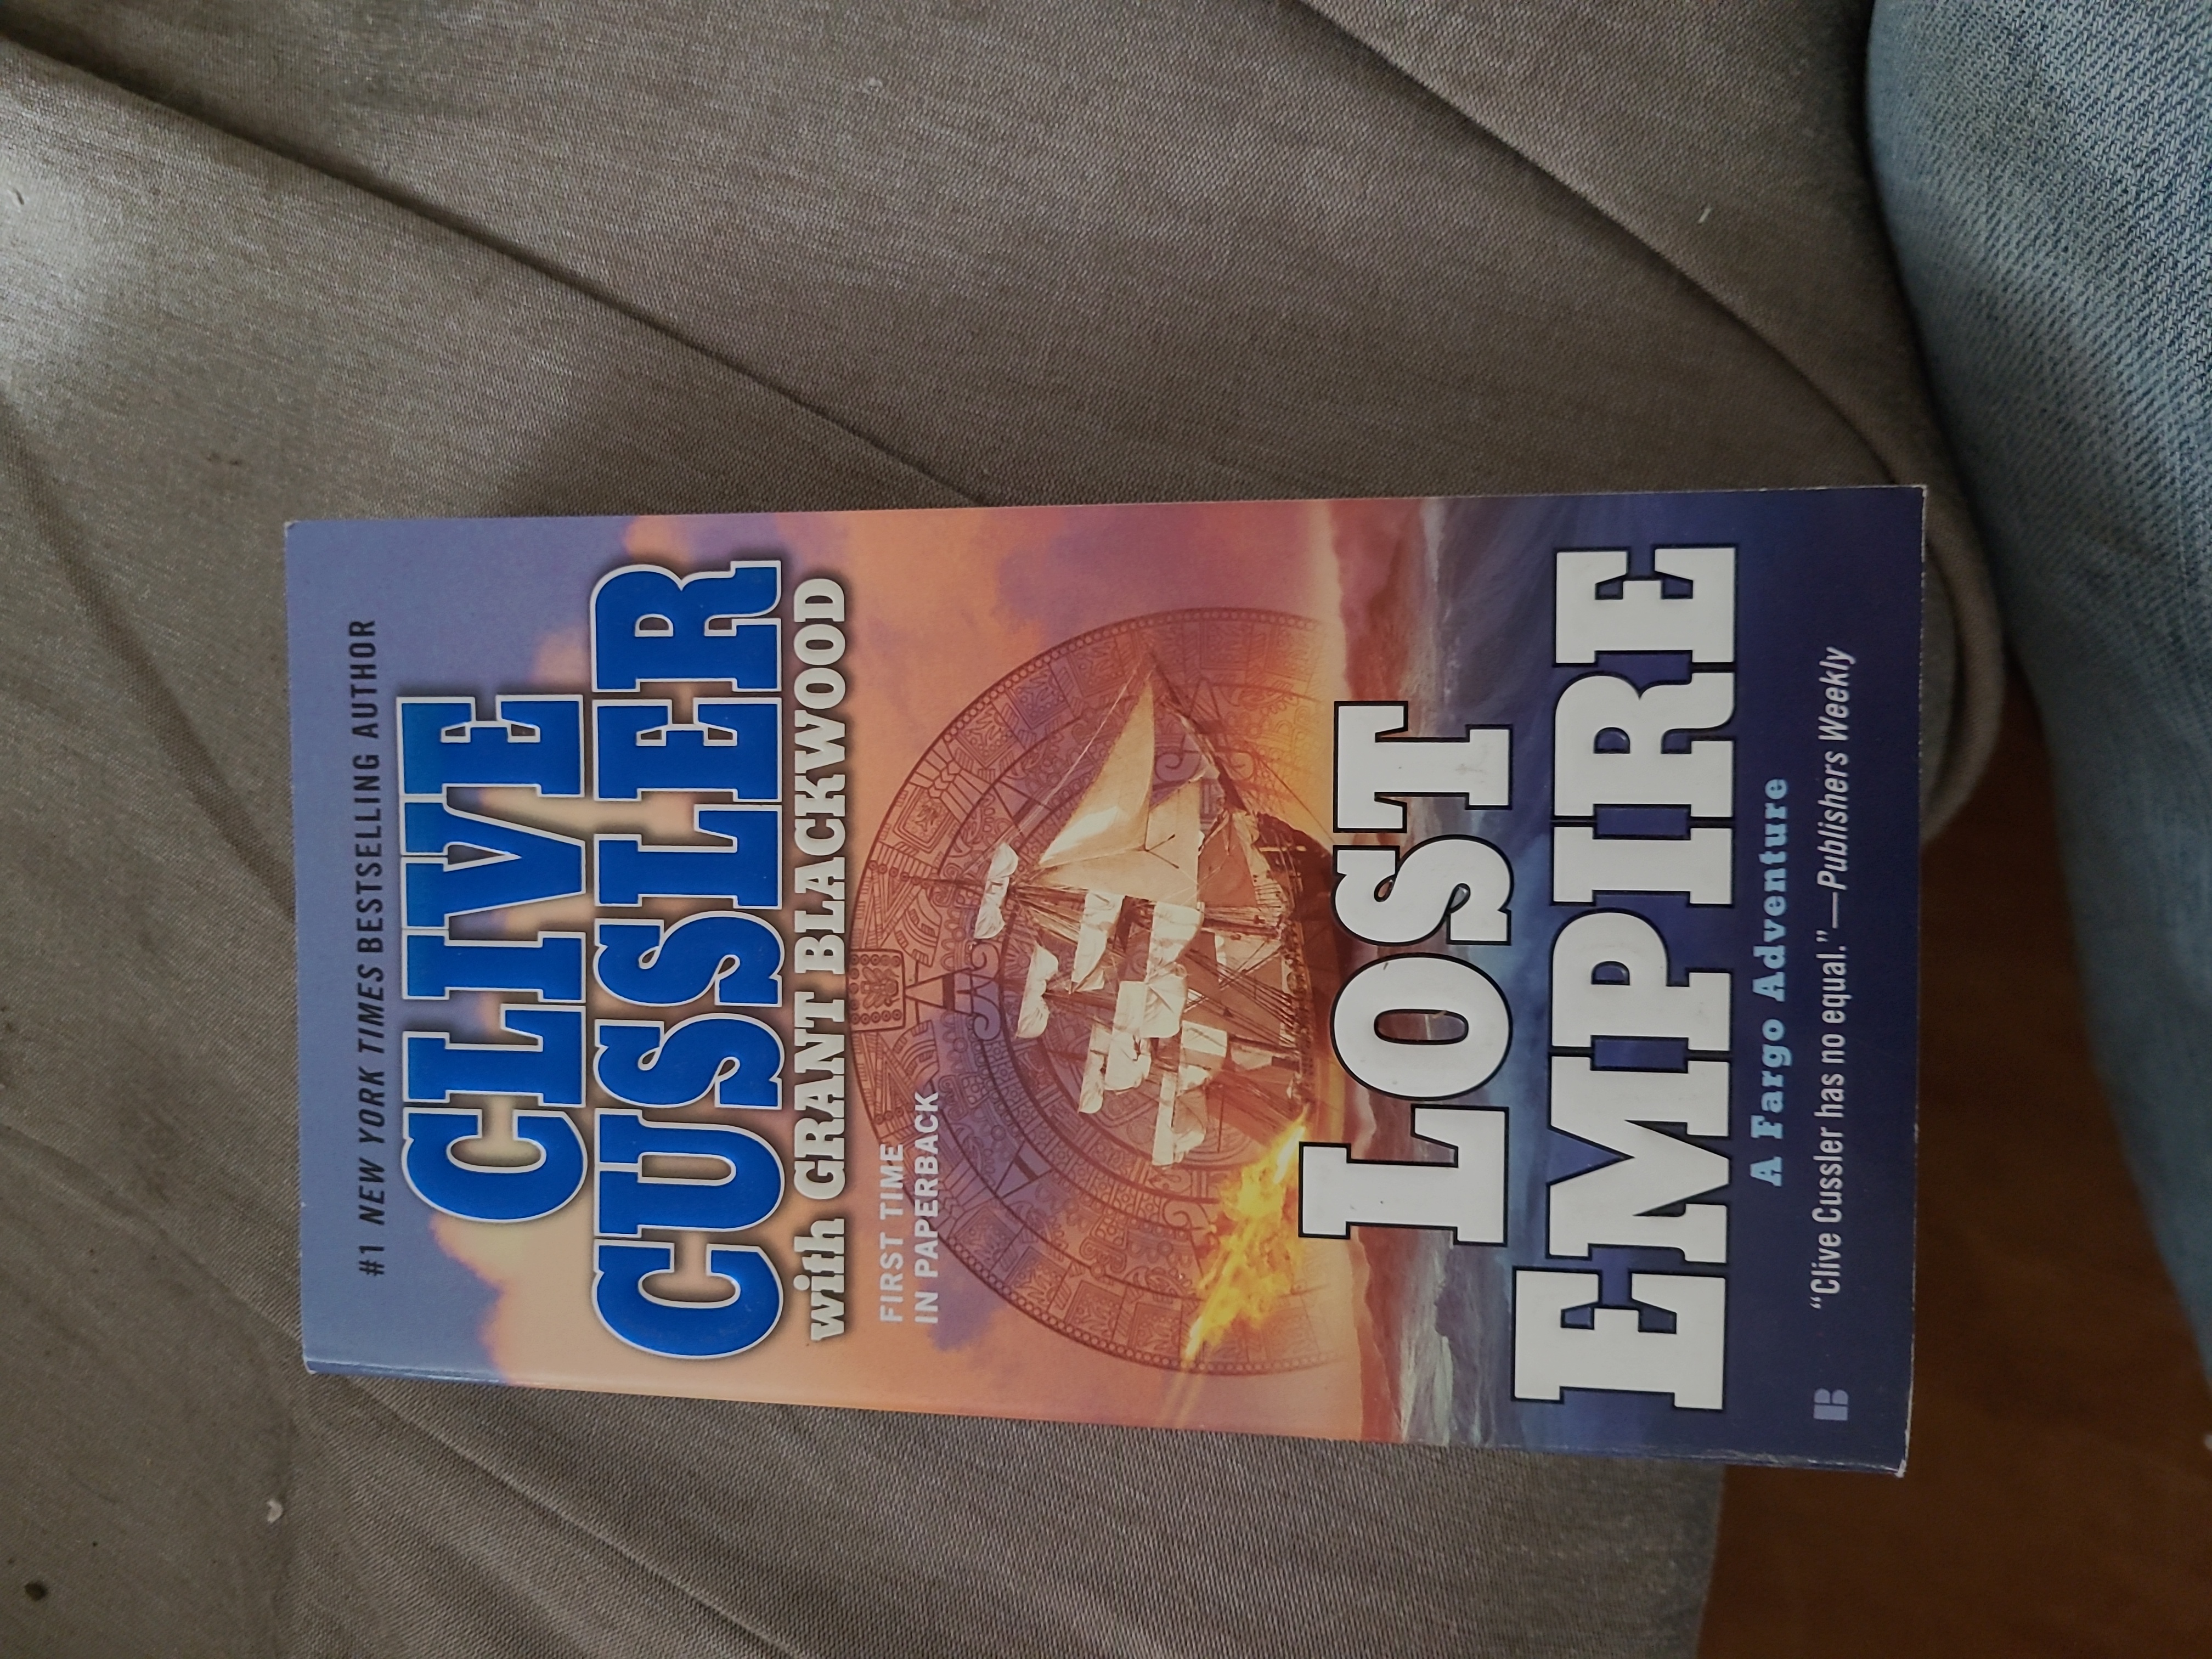 #1 NEW YORK TIMES BESTSELLING AUTHOR
CLIVE
CUSSLER
with GRANT BLACKWOOD
FIRST TIME
IN PAPERBACK
LOST
EMPIRE
A Fargo Adventure
"Clive Cussler has no equal."—Publishers Weekly
B